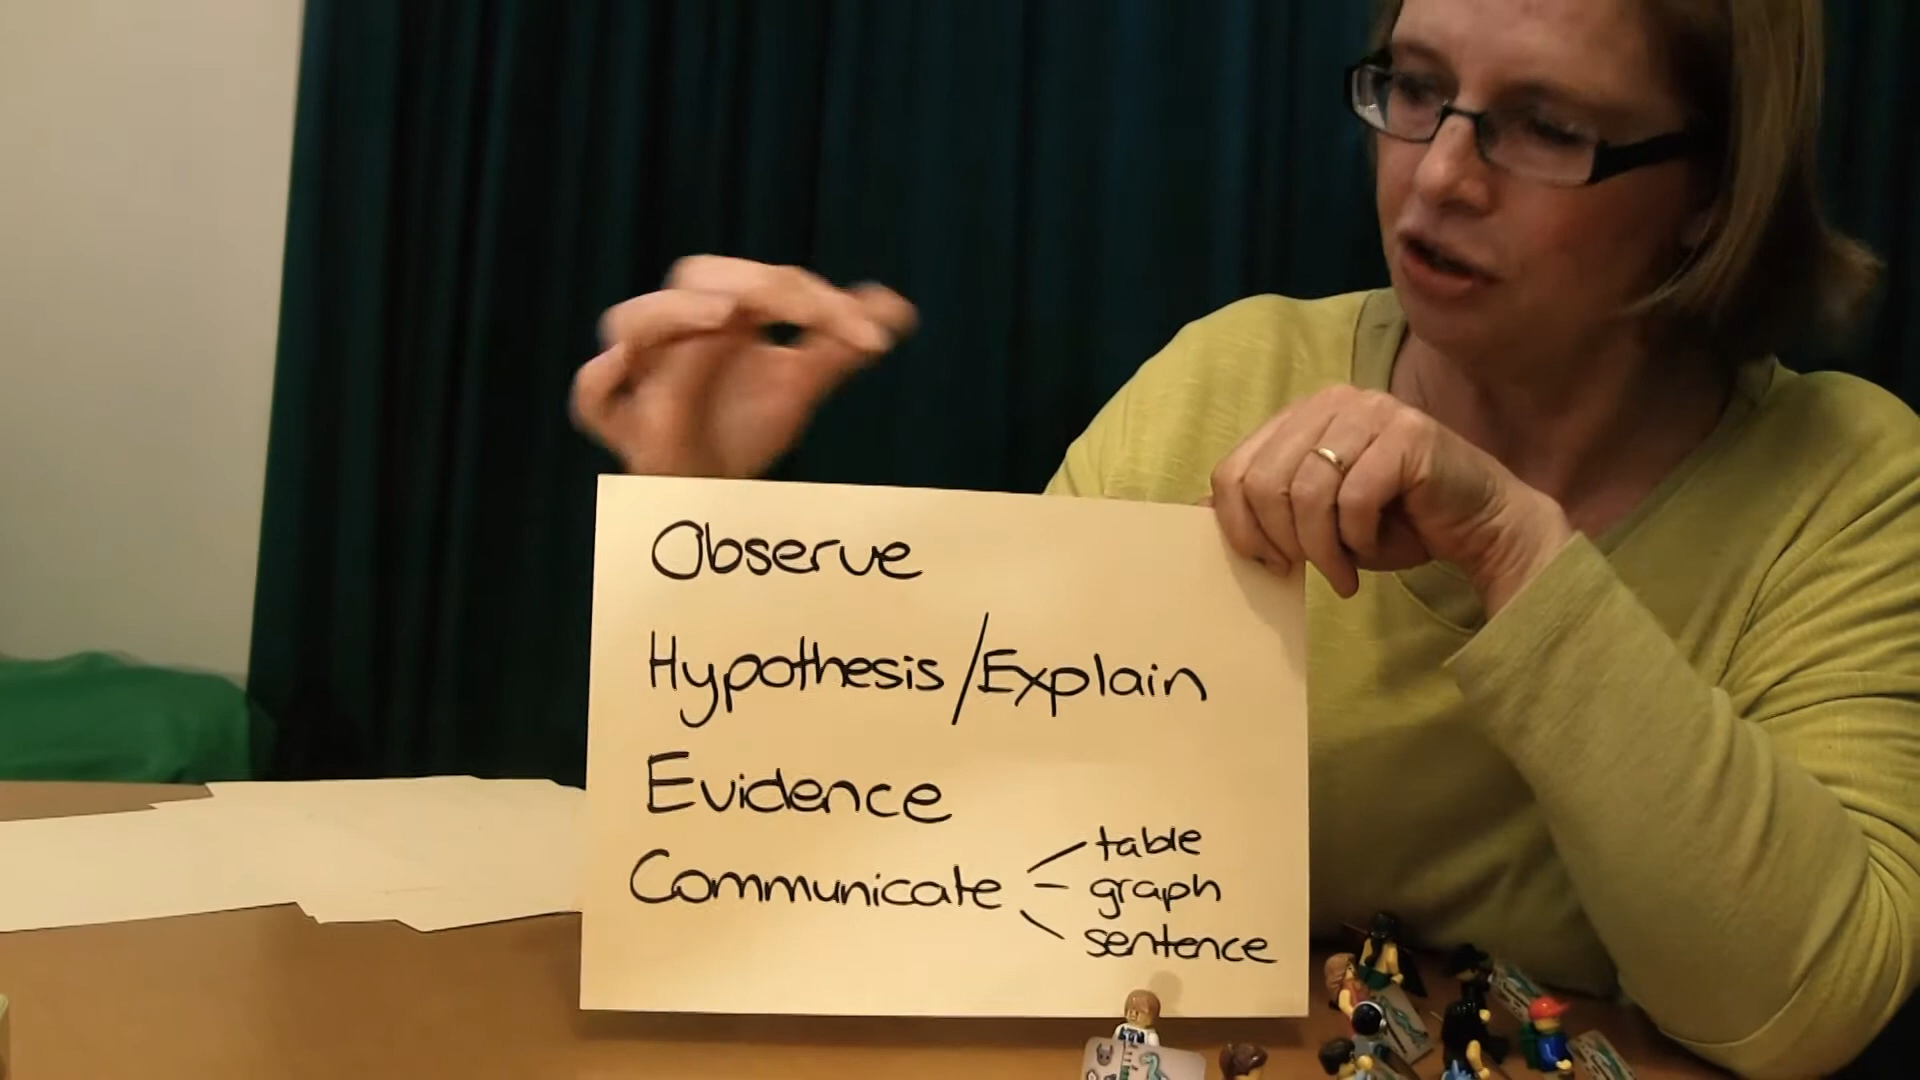 Observe
Hypothesis/Explain
Evidence
Communicate
table
graph
sentence